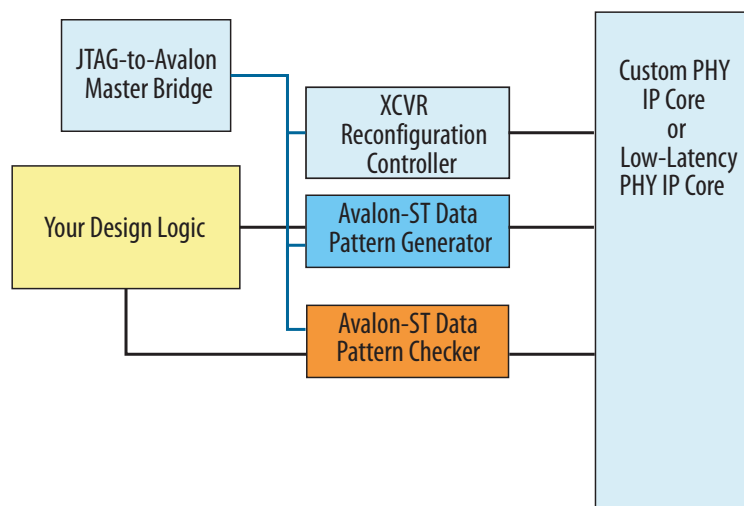 JTAG-to-Avalon
Master Bridge
XCVR
Reconfiguration
Controller
Custom PHY
IP Core
or
Low-Latency
PHY IP Core
Your Design Logic
Avalon-ST Data
Pattern Generator
Avalon-ST Data
Pattern Checker